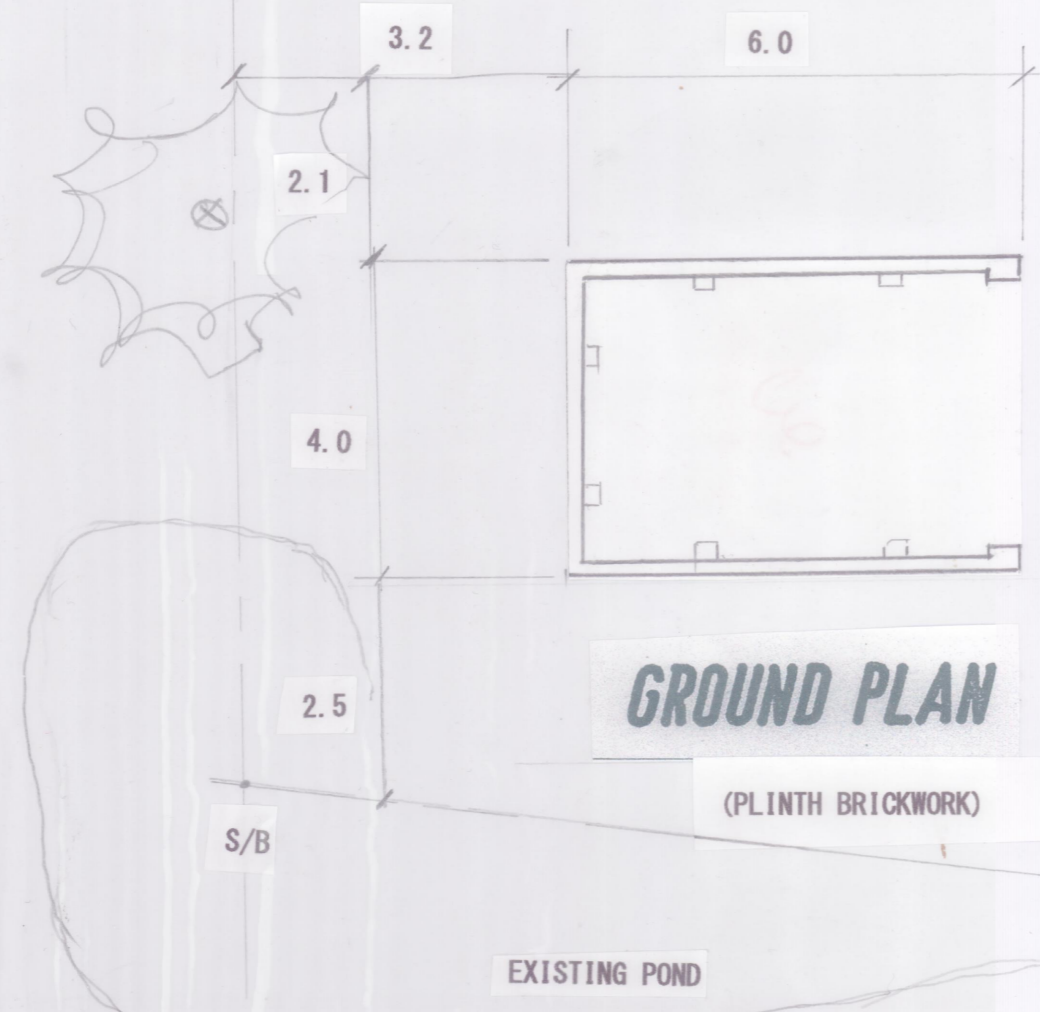 3.2
6.0
2.1
4.0
2.5
GROUND PLAN
(PLINTH BRICKWORK)
S/B
EXISTING POND